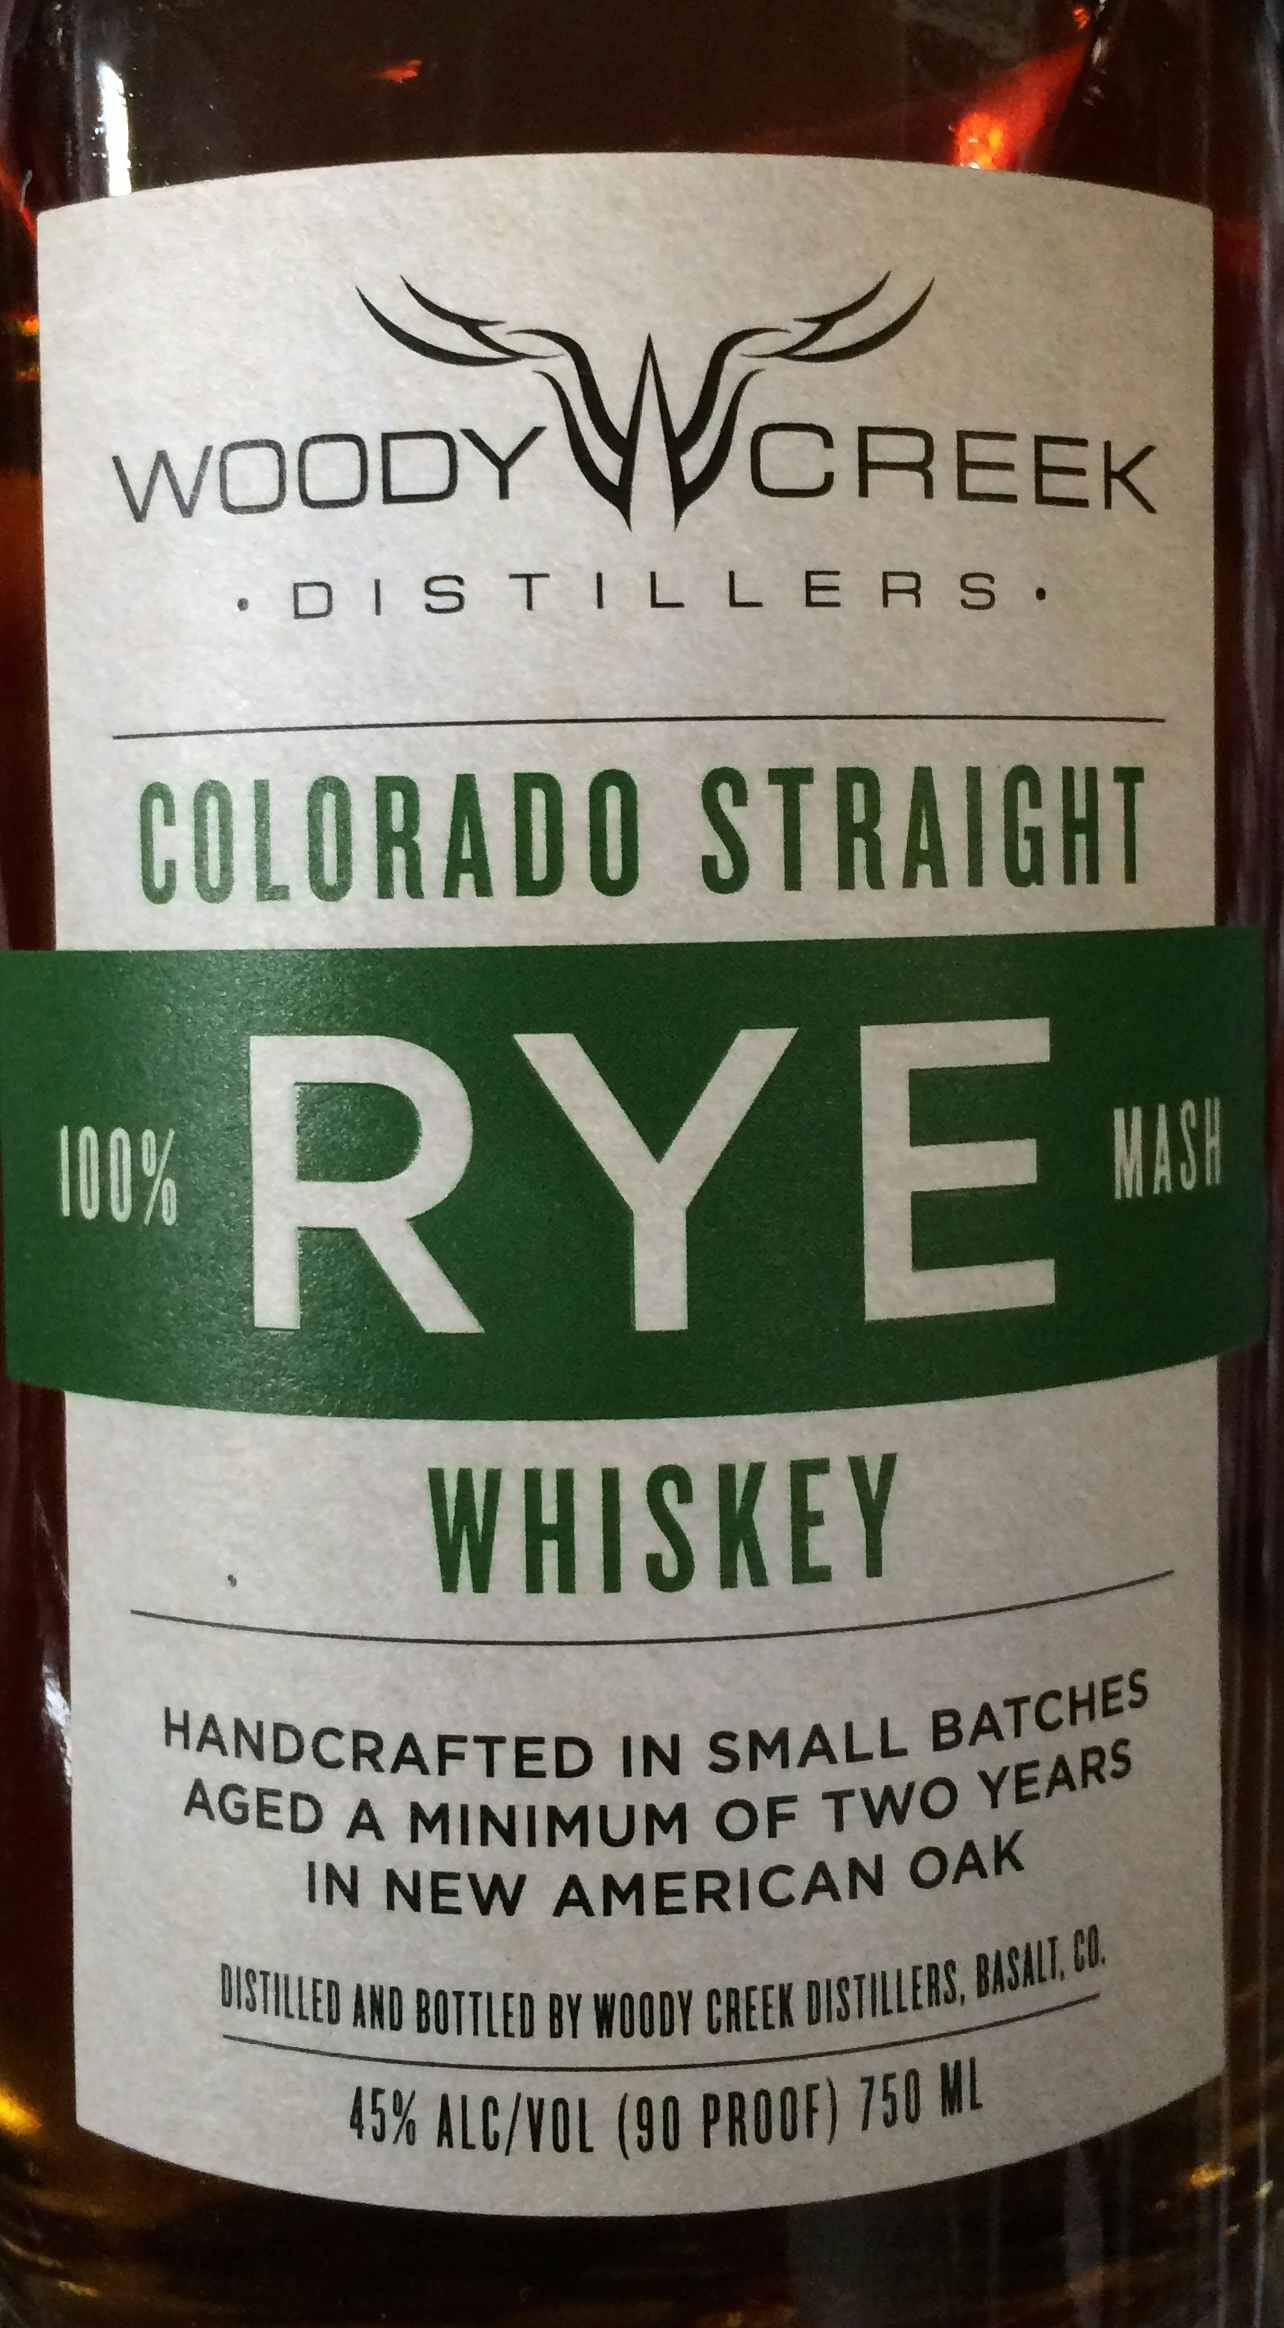 WOODY CREEK
· DISTILLERS ·
COLORADO STRAIGHT
100% RYE MASH
WHISKEY
HANDCRAFTED IN SMALL BATCHES
AGED A MINIMUM OF TWO YEARS
IN NEW AMERICAN OAK
DISTILLED AND BOTTLED BY WOODY CREEK DISTILLERS, BASALT, CO.
45% ALC/VOL (90 PROOF) 750 ML